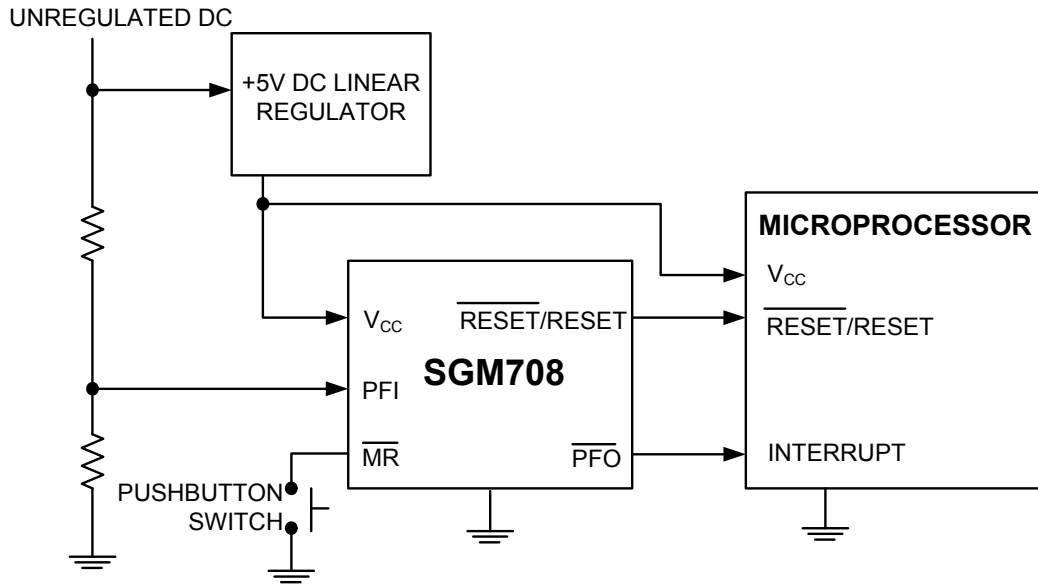 UNREGULATED DC
+5V DC LINEAR
REGULATOR
MICROPROCESSOR
VCC
RESET/RESET
INTERRUPT
VCC
RESET/RESET
SGM708
PFI
MR
PFO
PUSHBUTTON
SWITCH